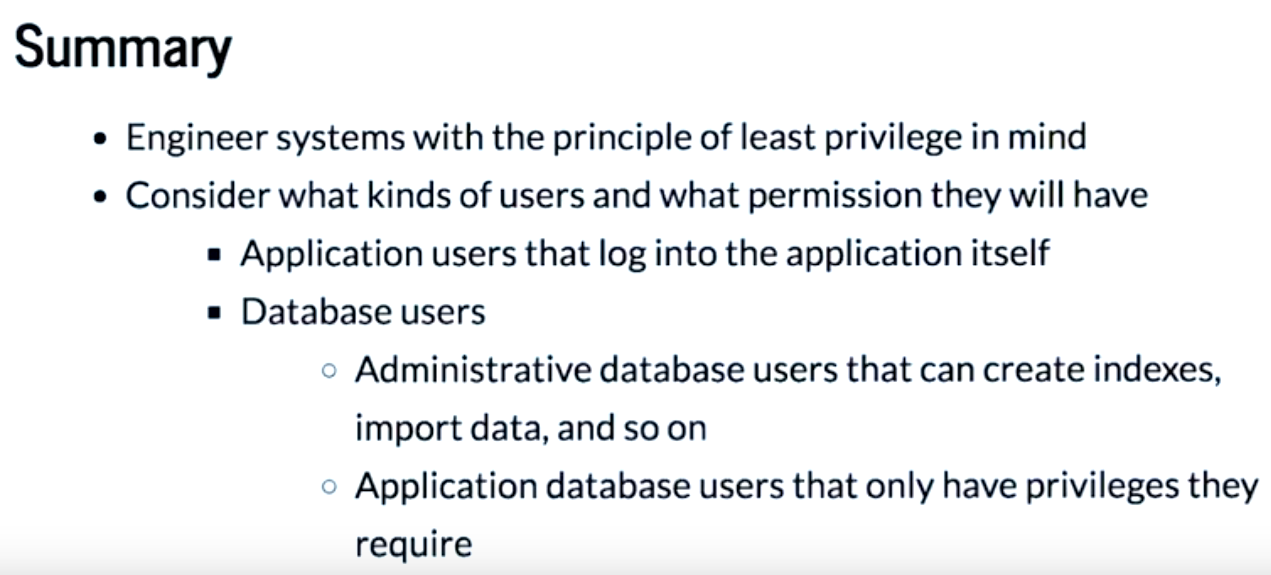 Summary
• Engineer systems with the principle of least privilege in mind
• Consider what kinds of users and what permission they will have
▪ Application users that log into the application itself
▪ Database users
○ Administrative database users that can create indexes,
import data, and so on
○ Application database users that only have privileges they
require